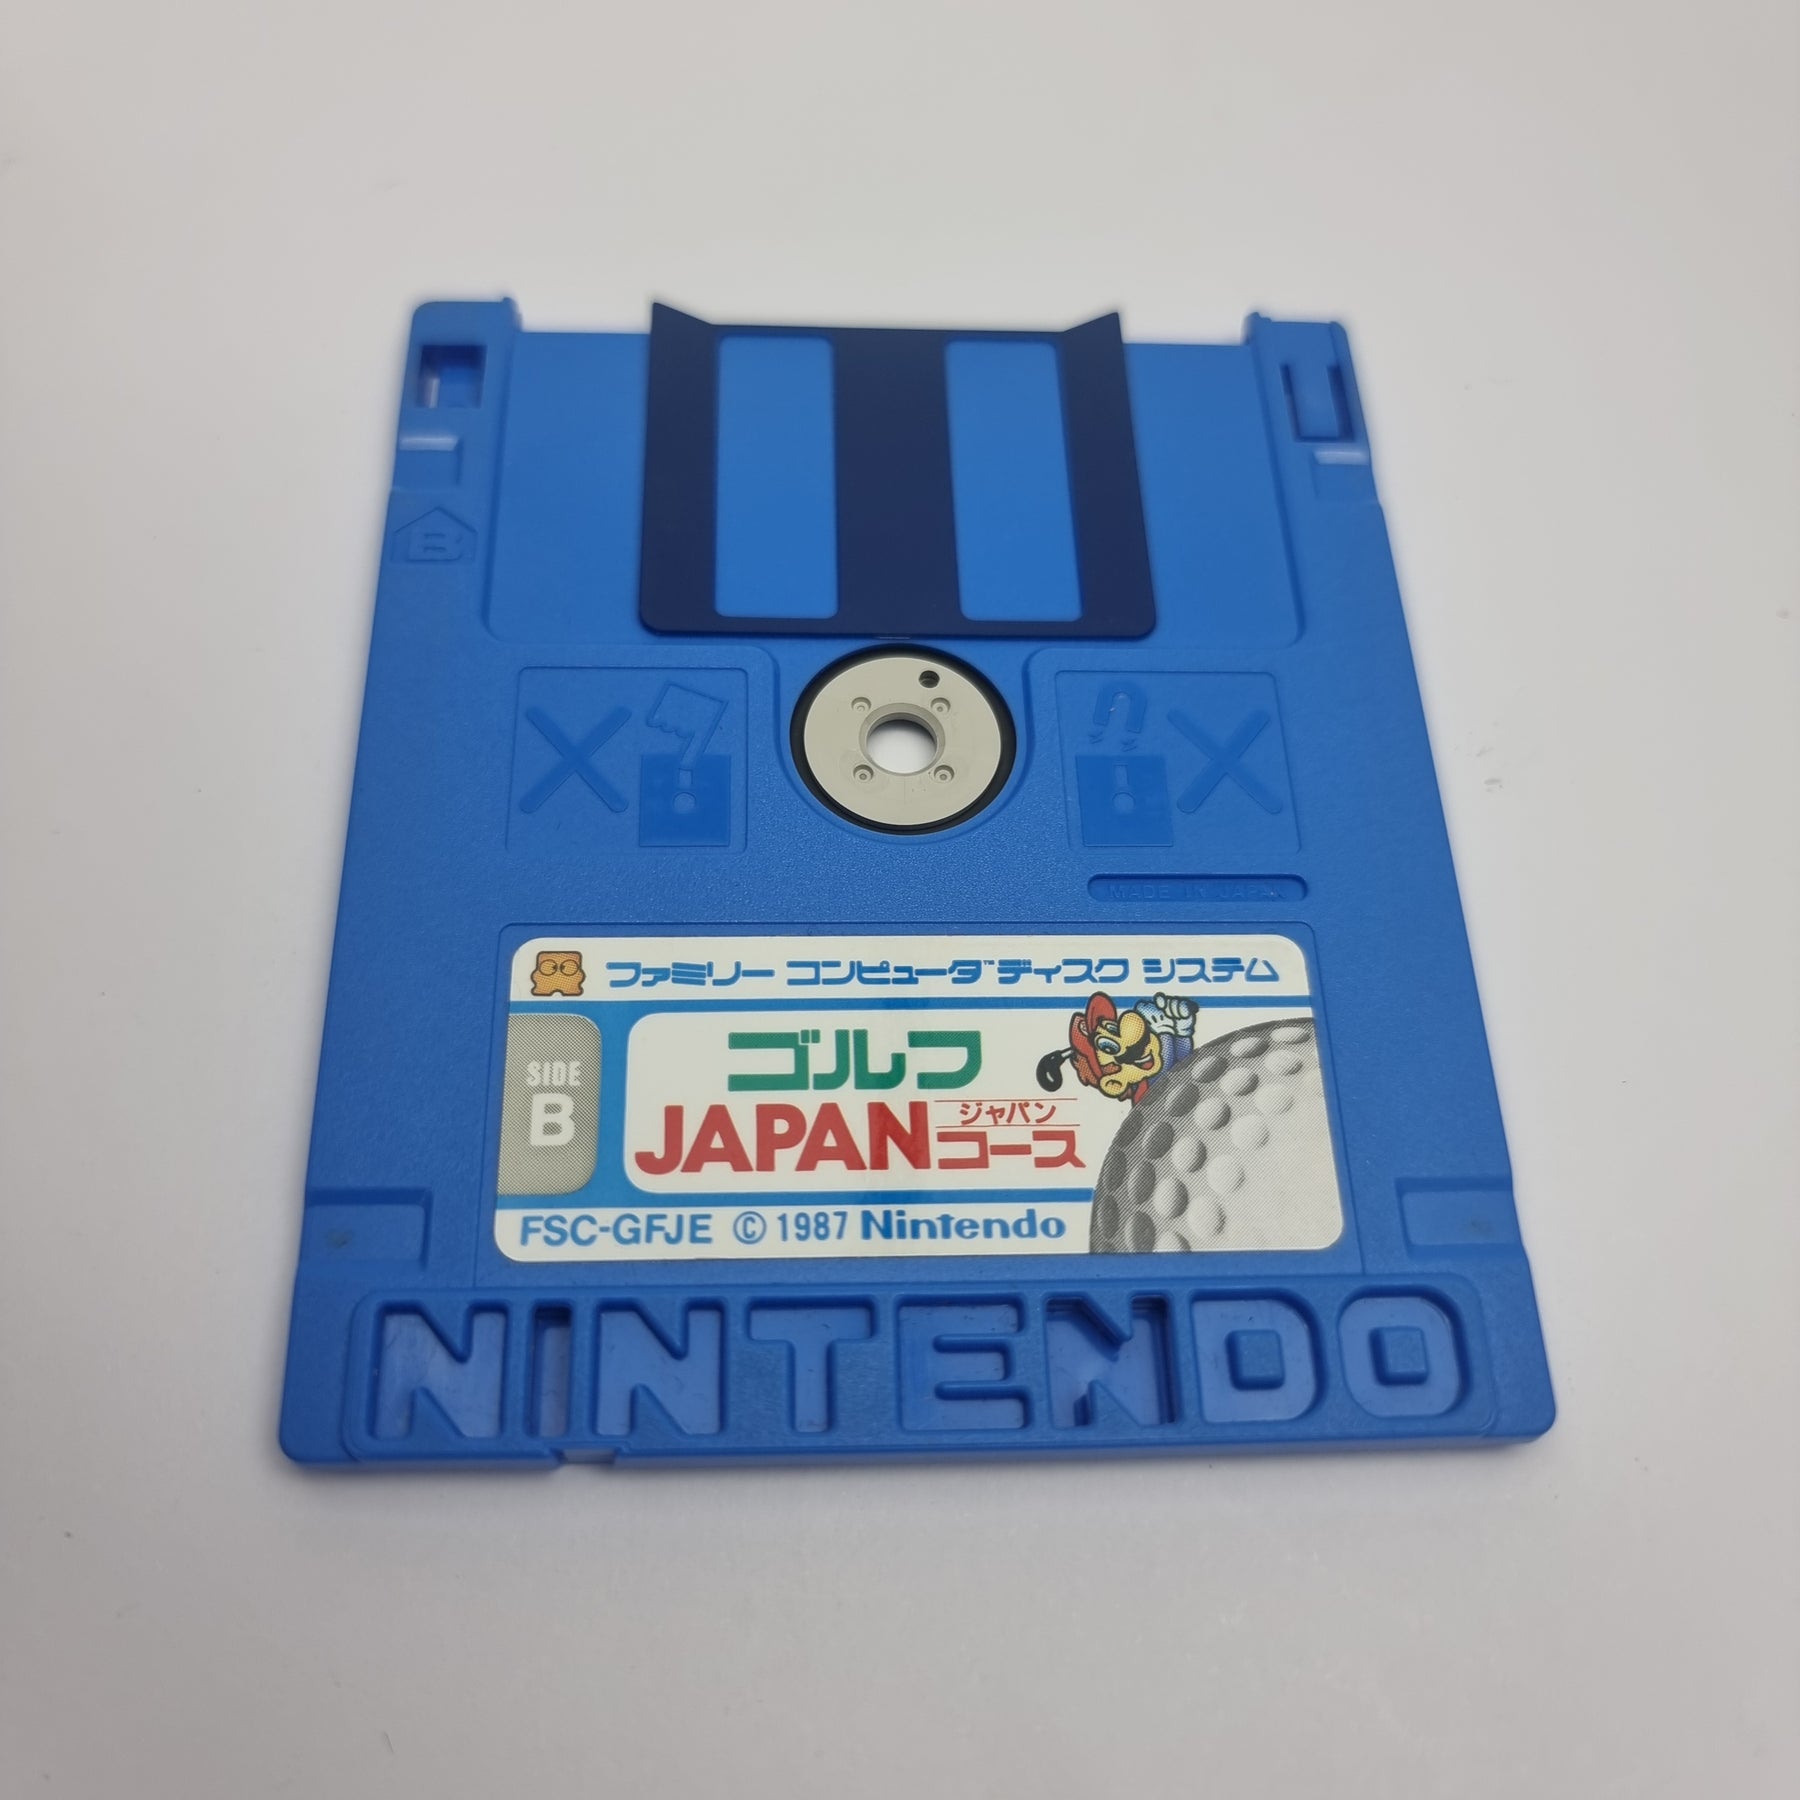 B
MADE IN JAPAN
ファミリー コンピュータ™ ディスク システム
SIDE
B
ゴルフ
JAPAN
ジャパン
コース
FSC-GFJE © 1987 Nintendo
NINTENDO